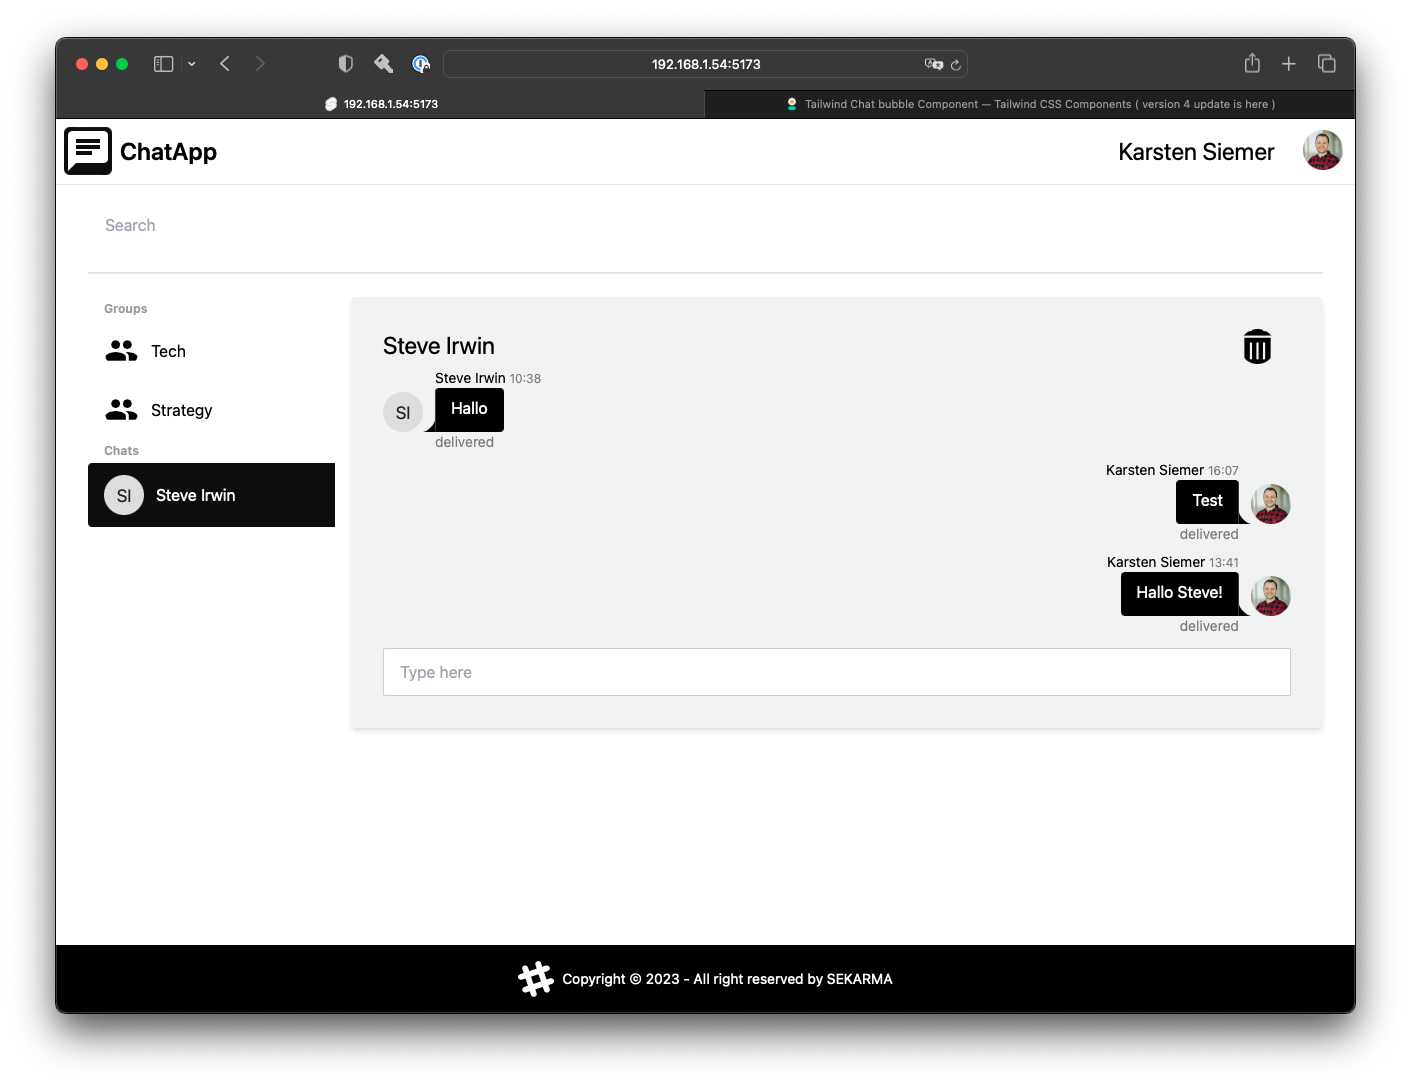 192.168.1.54:5173
192.168.1.54:5173
Tailwind Chat bubble Component — Tailwind CSS Components ( version 4 update is here )
ChatApp
Karsten Siemer
Search
Groups
Tech
Strategy
Chats
SI Steve Irwin
Steve Irwin
Steve Irwin 10:38
SI
Hallo
delivered
Karsten Siemer 16:07
Test
delivered
Karsten Siemer 13:41
Hallo Steve!
delivered
Type here
Copyright © 2023 - All right reserved by SEKARMA